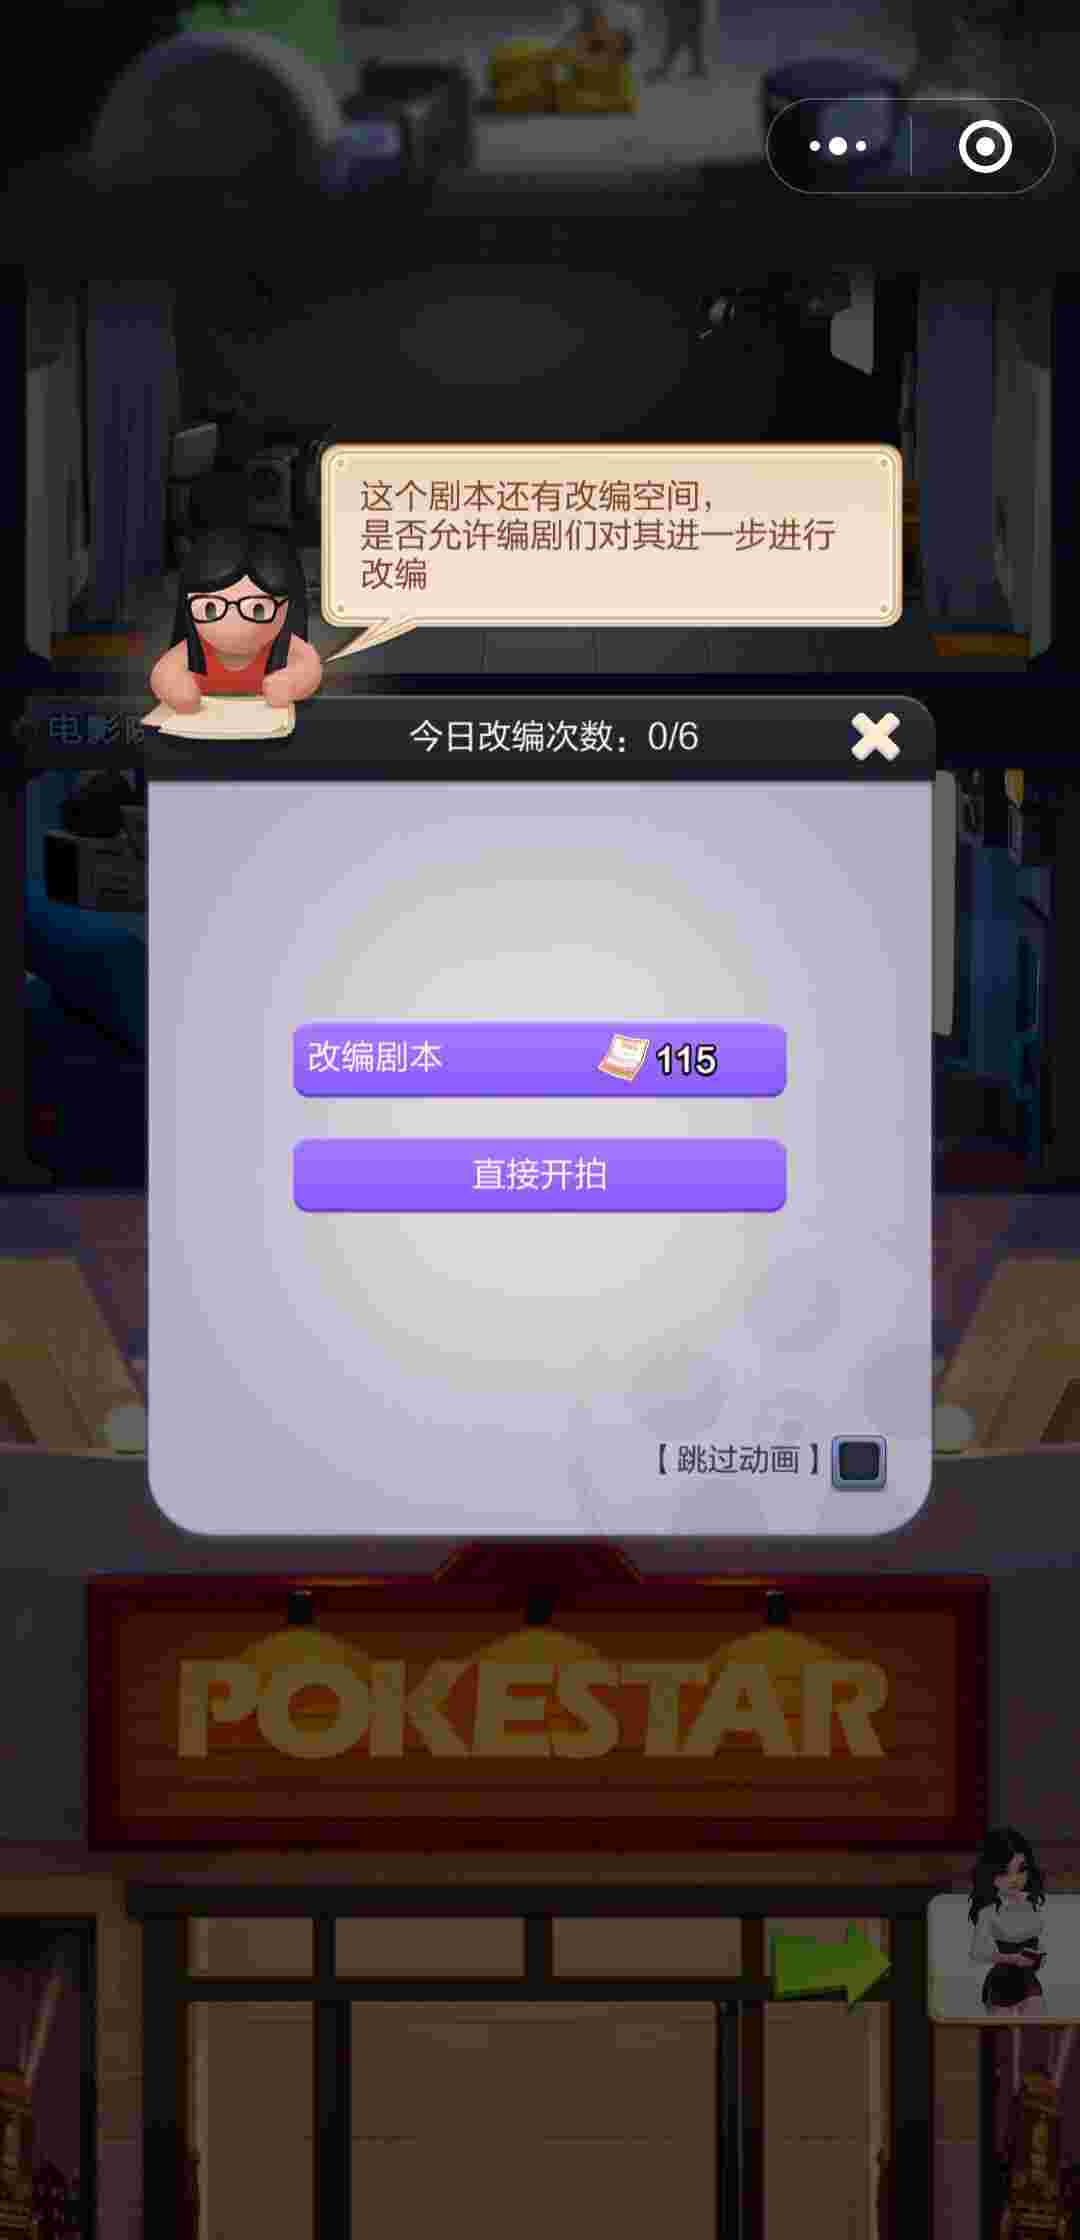 这个剧本还有改编空间，
是否允许编剧们对其进一步进行
改编
电影
今日改编次数：0/6
改编剧本 115
直接开拍
【跳过动画】
POKESTAR